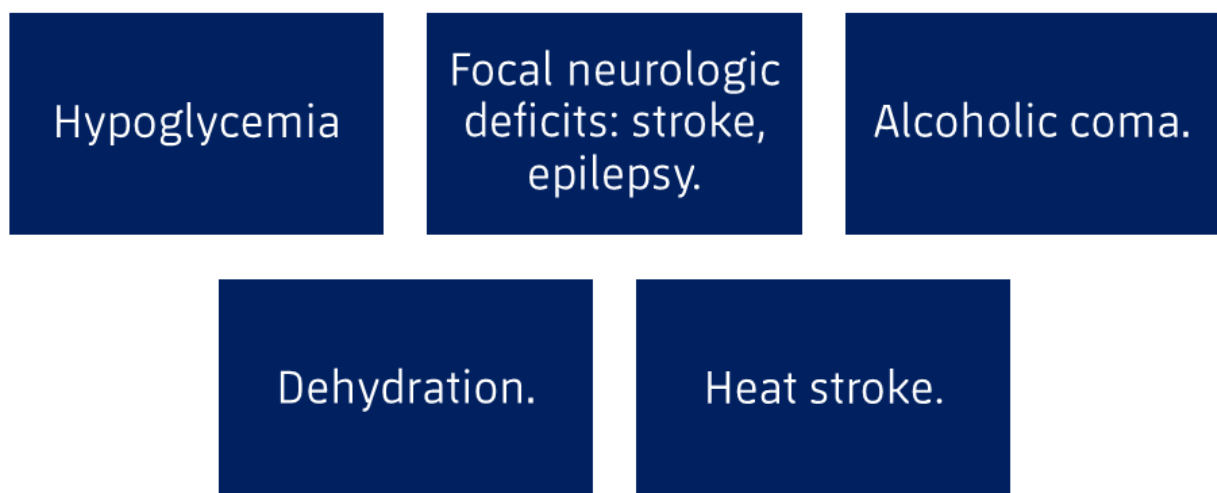 Hypoglycemia
Focal neurologic
deficits: stroke,
epilepsy.
Alcoholic coma.
Dehydration.
Heat stroke.